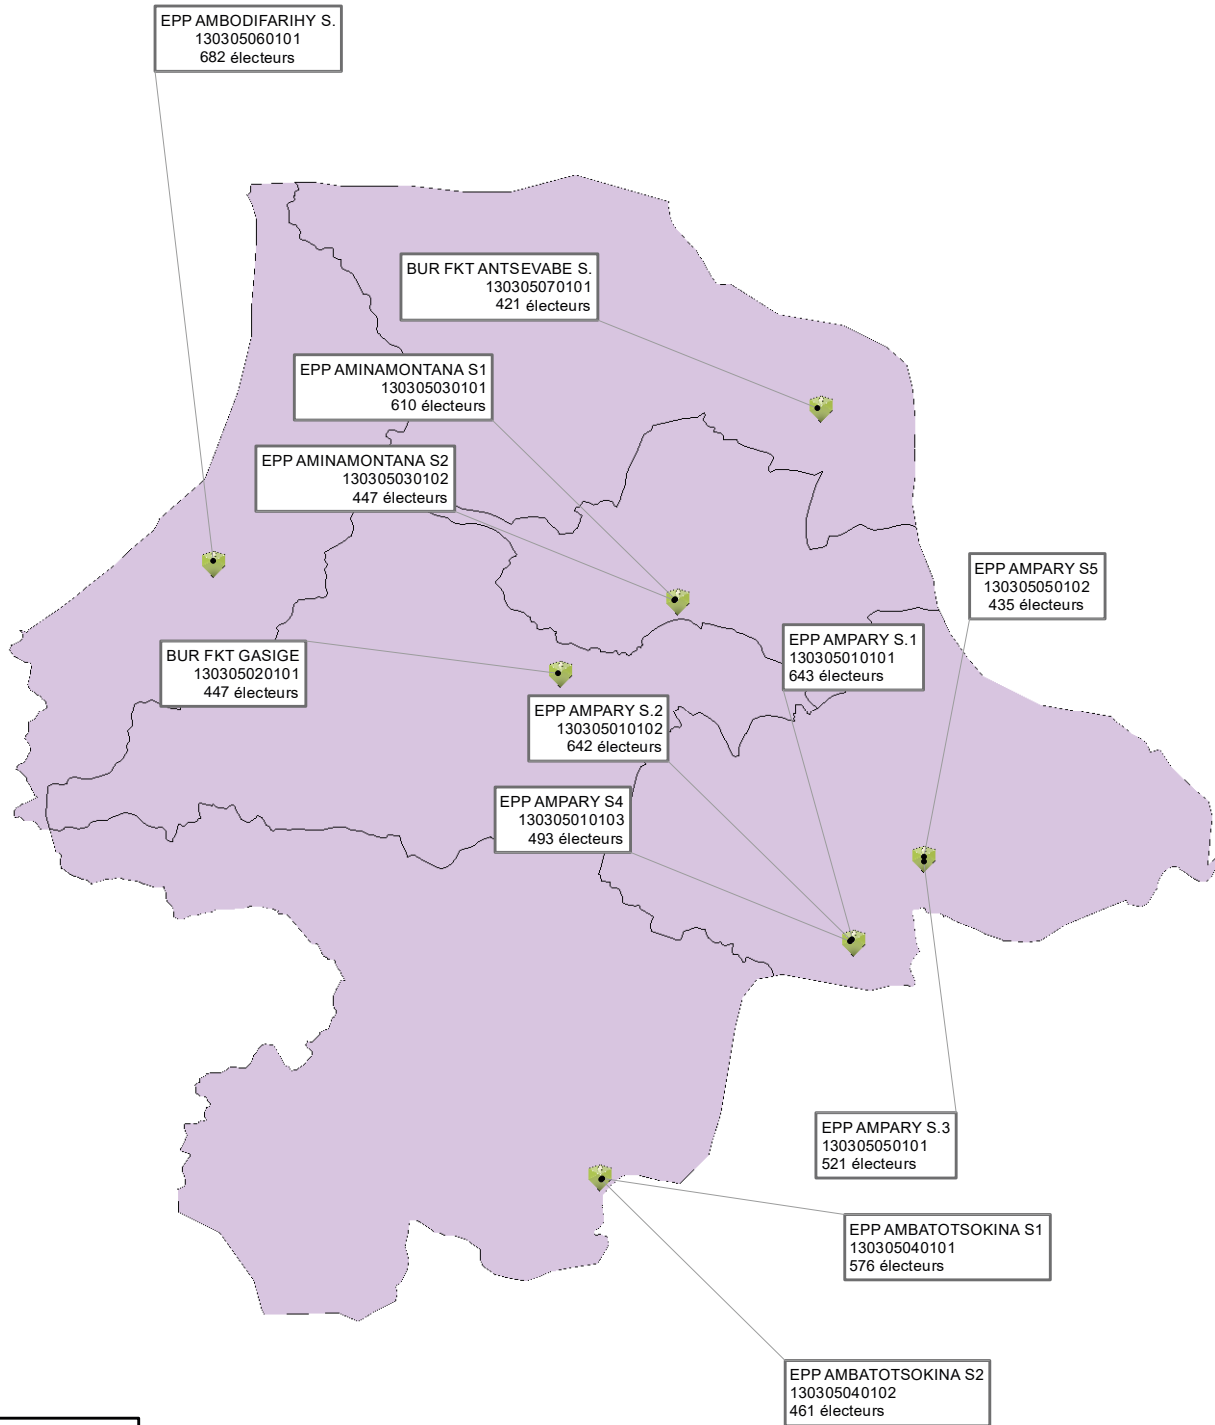 EPP AMBODIFARIHY S.
130305060101
682 électeurs
BUR FKT ANTSEVABE S.
130305070101
421 électeurs
EPP AMINAMONTANA S1
130305030101
610 électeurs
EPP AMINAMONTANA S2
130305030102
447 électeurs
EPP AMPARY S5
130305050102
435 électeurs
EPP AMPARY S.1
130305010101
643 électeurs
BUR FKT GASIGE
130305020101
447 électeurs
EPP AMPARY S.2
130305010102
642 électeurs
EPP AMPARY S4
130305010103
493 électeurs
EPP AMPARY S.3
130305050101
521 électeurs
EPP AMBATOTSOKINA S1
130305040101
576 électeurs
EPP AMBATOTSOKINA S2
130305040102
461 électeurs